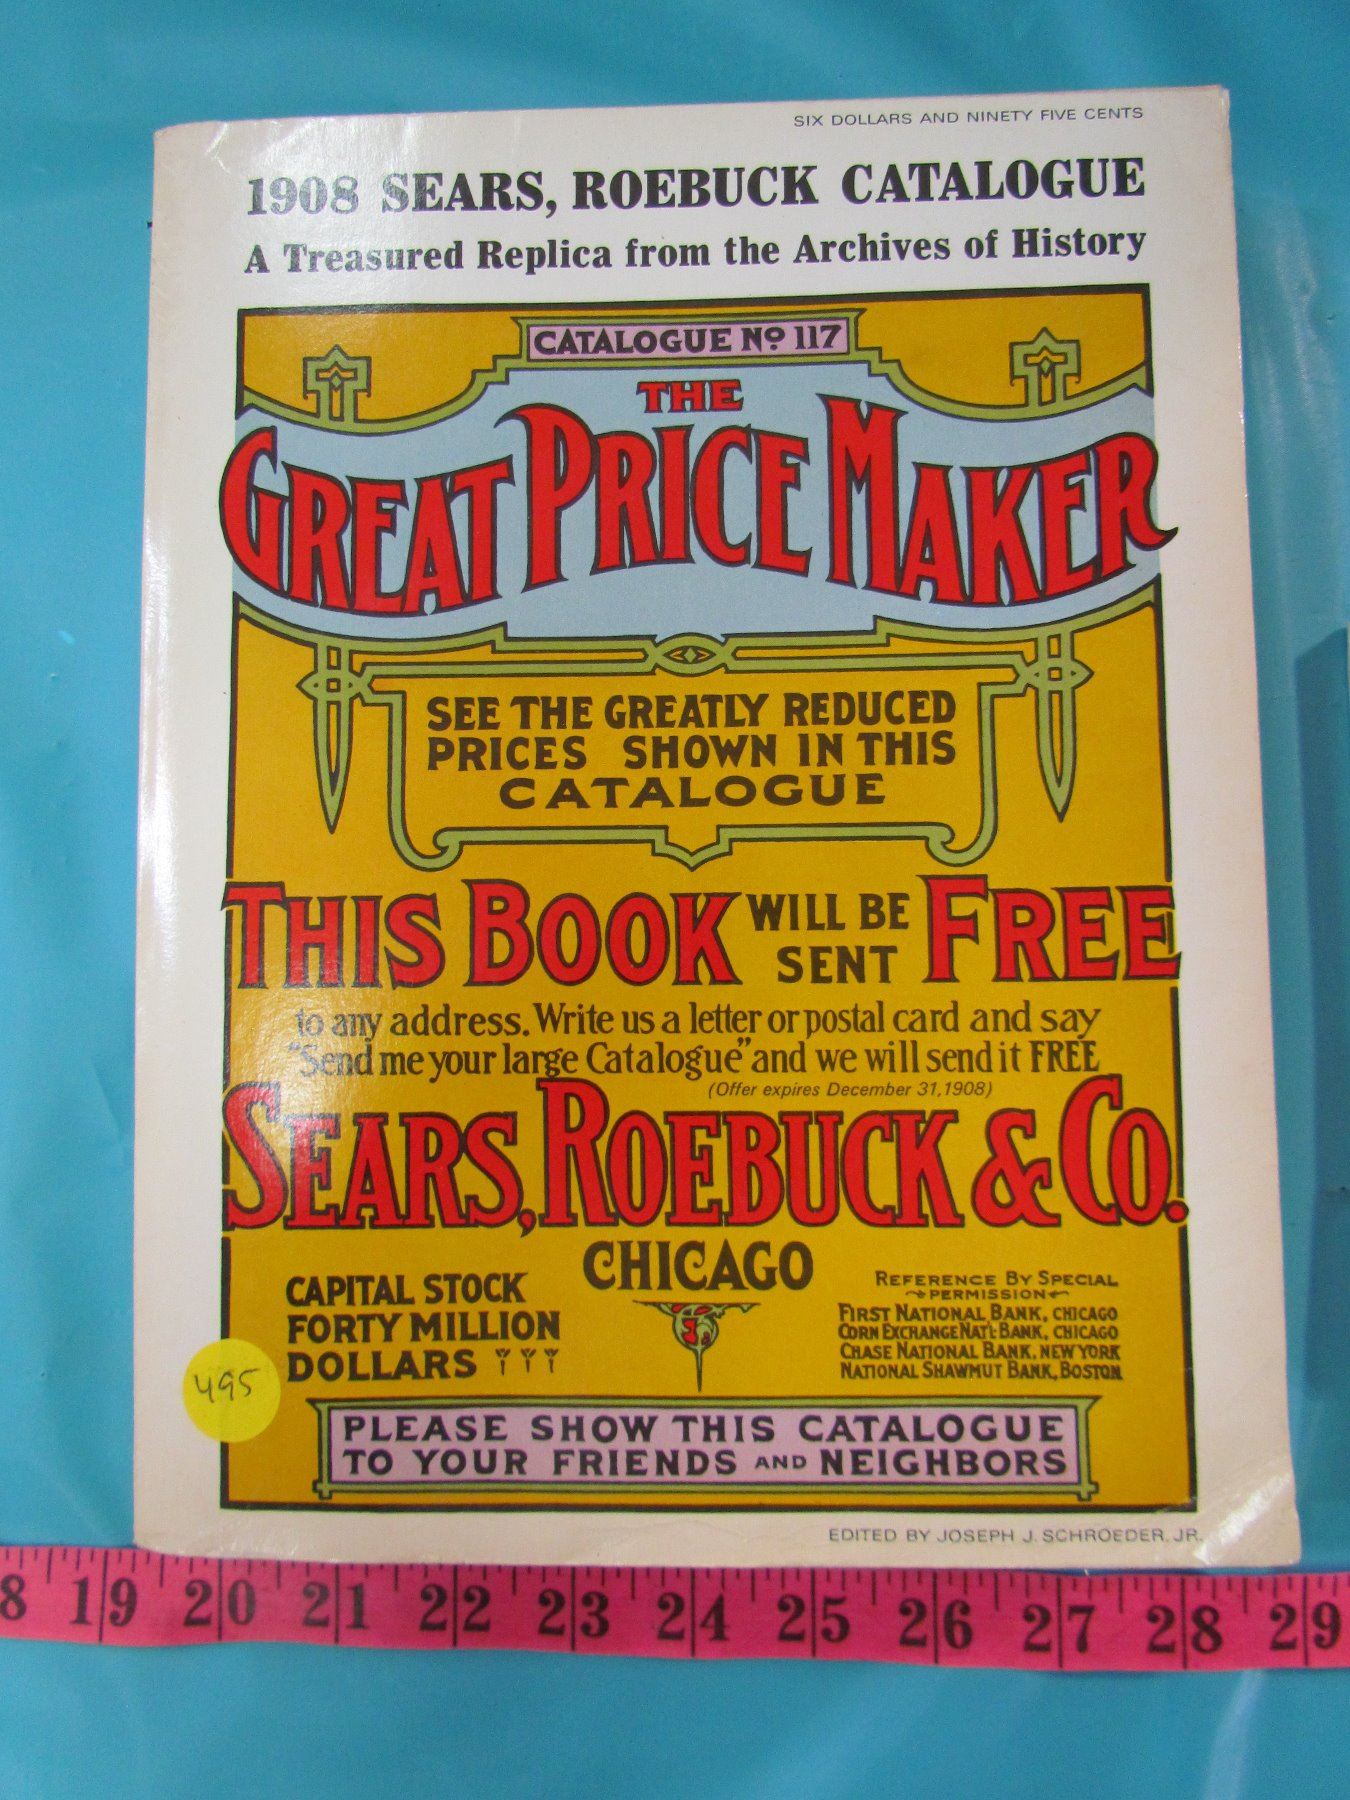 SIX DOLLARS AND NINETY FIVE CENTS
1908 SEARS, ROEBUCK CATALOGUE
A Treasured Replica from the Archives of History
CATALOGUE No 117
THE
GREAT PRICE MAKER
SEE THE GREATLY REDUCED
PRICES SHOWN IN THIS
CATALOGUE
THIS BOOK WILL BE SENT FREE
to any address. Write us a letter or postal card and say
"Send me your large Catalogue" and we will send it FREE
(Offer expires December 31, 1908)
SEARS, ROEBUCK & CO.
CHICAGO
CAPITAL STOCK
FORTY MILLION
DOLLARS
REFERENCE BY SPECIAL
PERMISSION
FIRST NATIONAL BANK, CHICAGO
CORN EXCHANGE NAT'L BANK, CHICAGO
CHASE NATIONAL BANK, NEW YORK
NATIONAL SHAWMUT BANK, BOSTON
495
PLEASE SHOW THIS CATALOGUE
TO YOUR FRIENDS AND NEIGHBORS
EDITED BY JOSEPH J. SCHROEDER, JR.
8 19 20 21 22 23 24 25 26 27 28 29